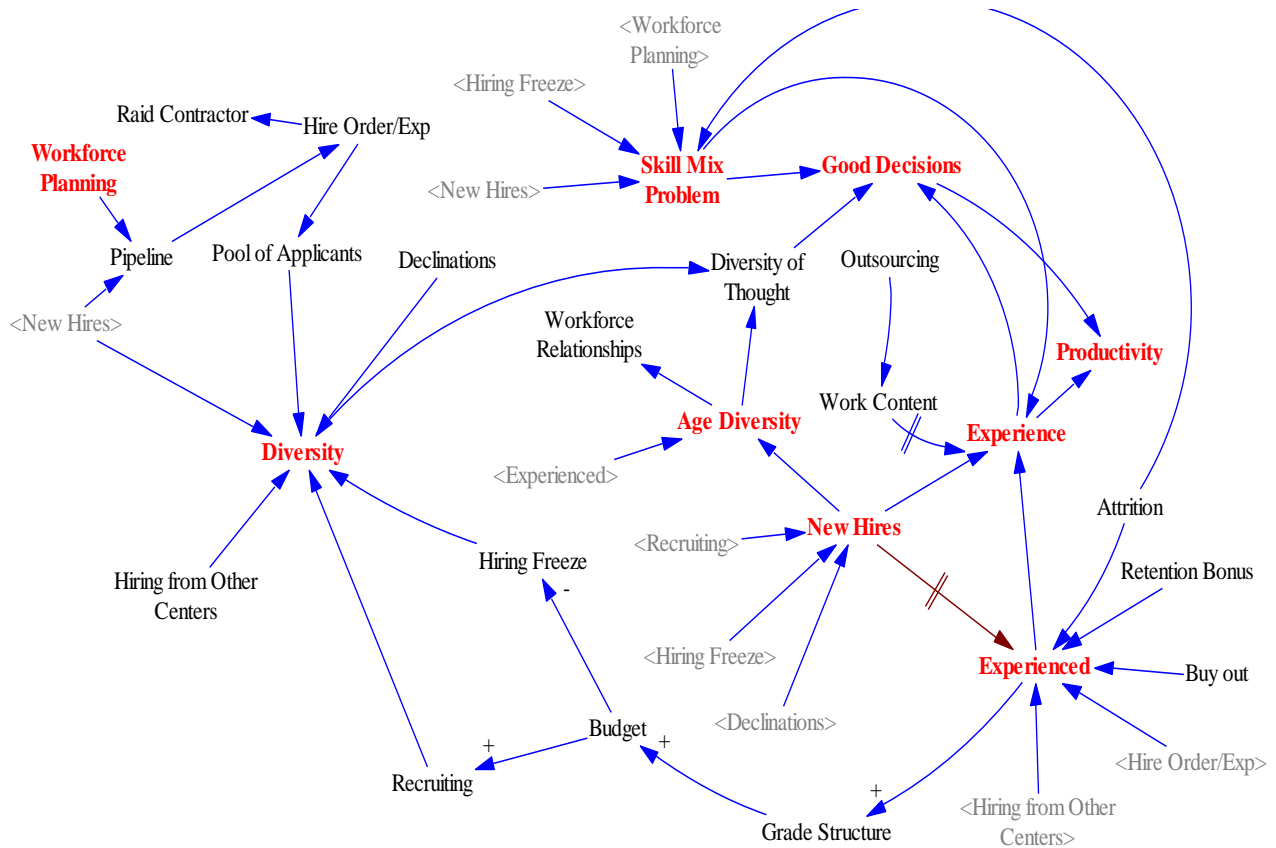 <Workforce
Planning>
<Hiring Freeze>
Raid Contractor
Hire Order/Exp
Workforce
Planning
Skill Mix
Problem
Good Decisions
<New Hires>
Pipeline
Pool of Applicants
Declinations
Diversity of
Thought
Outsourcing
<New Hires>
Workforce
Relationships
Productivity
Work Content
Age Diversity
Experience
Diversity
<Experienced>
Attrition
New Hires
<Recruiting>
Hiring Freeze
-
Hiring from Other
Centers
Retention Bonus
<Hiring Freeze>
Experienced
Buy out
<Declinations>
Budget
+
+
<Hire Order/Exp>
Recruiting
+
<Hiring from Other
Centers>
Grade Structure